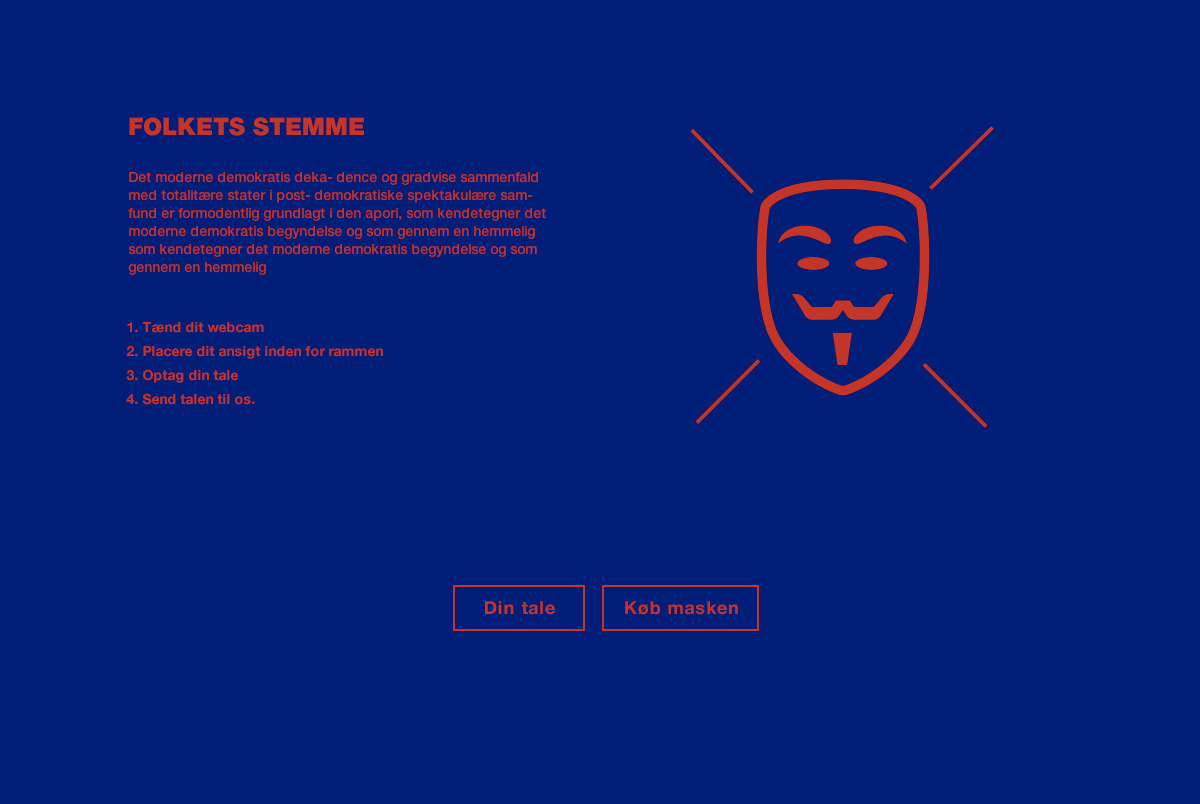 FOLKETS STEMME
Det moderne demokratis deka- dence og gradvise sammenfald
med totalitære stater i post- demokratiske spektakulære sam-
fund er formodentlig grundlagt i den apori, som kendetegner det
moderne demokratis begyndelse og som gennem en hemmelig
som kendetegner det moderne demokratis begyndelse og som
gennem en hemmelig
1. Tænd dit webcam
2. Placere dit ansigt inden for rammen
3. Optag din tale
4. Send talen til os.
Din tale
Køb masken